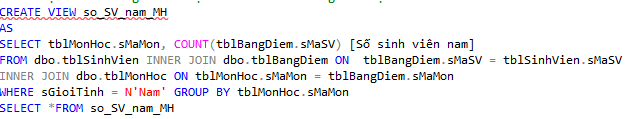 CREATE VIEW so_SV_nam_MH
AS
SELECT tblMonHoc.sMaMon, COUNT(tblBangDiem.sMaSV) [Số sinh viên nam]
FROM dbo.tblSinhVien INNER JOIN dbo.tblBangDiem ON  tblBangDiem.sMaSV = tblSinhVien.sMaSV
INNER JOIN dbo.tblMonHoc ON tblMonHoc.sMaMon = tblBangDiem.sMaMon
WHERE sGioiTinh = N'Nam' GROUP BY tblMonHoc.sMaMon
SELECT *FROM so_SV_nam_MH